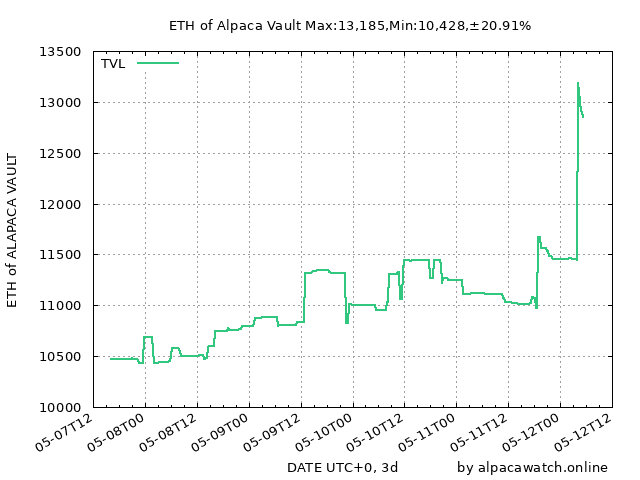 ETH of Alpaca Vault Max:13,185,Min:10,428,±20.91%
TVL
13500
13000
12500
12000
11500
11000
10500
10000
ETH of ALAPACA VAULT
05-07T12
05-08T00
05-08T12
05-09T00
05-09T12
05-10T00
05-10T12
05-11T00
05-11T12
05-12T00
05-12T12
DATE UTC+0, 3d
by alpacawatch.online